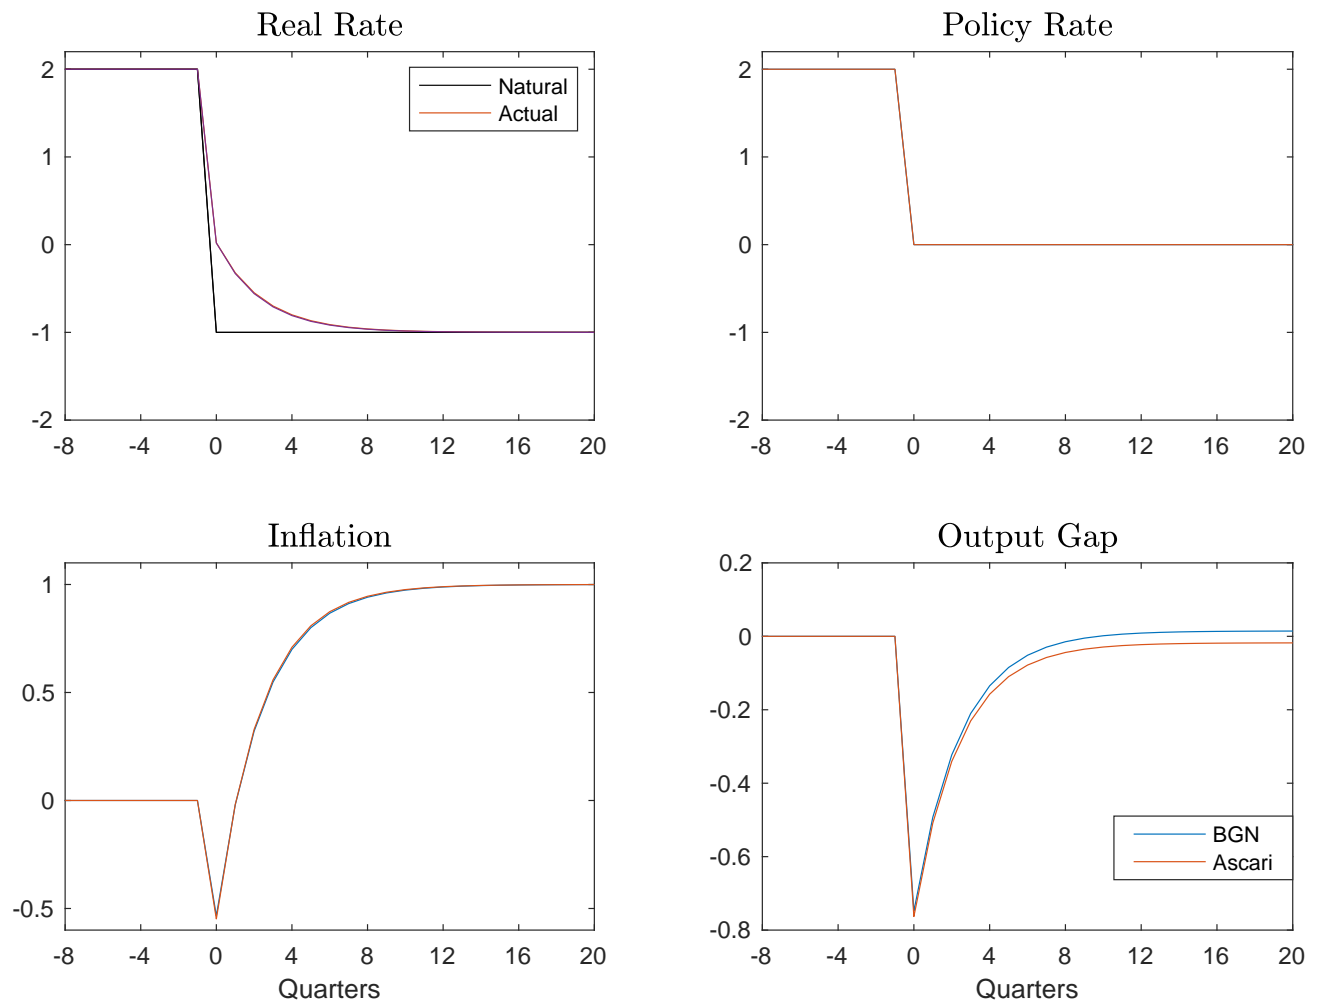 Real Rate
2
1
0
-1
-2
-8 -4 0 4 8 12 16 20
Natural
Actual
Policy Rate
2
1
0
-1
-2
-8 -4 0 4 8 12 16 20
Inflation
1
0.5
0
-0.5
-8 -4 0 4 8 12 16 20
Quarters
Output Gap
0.2
0
-0.2
-0.4
-0.6
-0.8
-8 -4 0 4 8 12 16 20
Quarters
BGN
Ascari